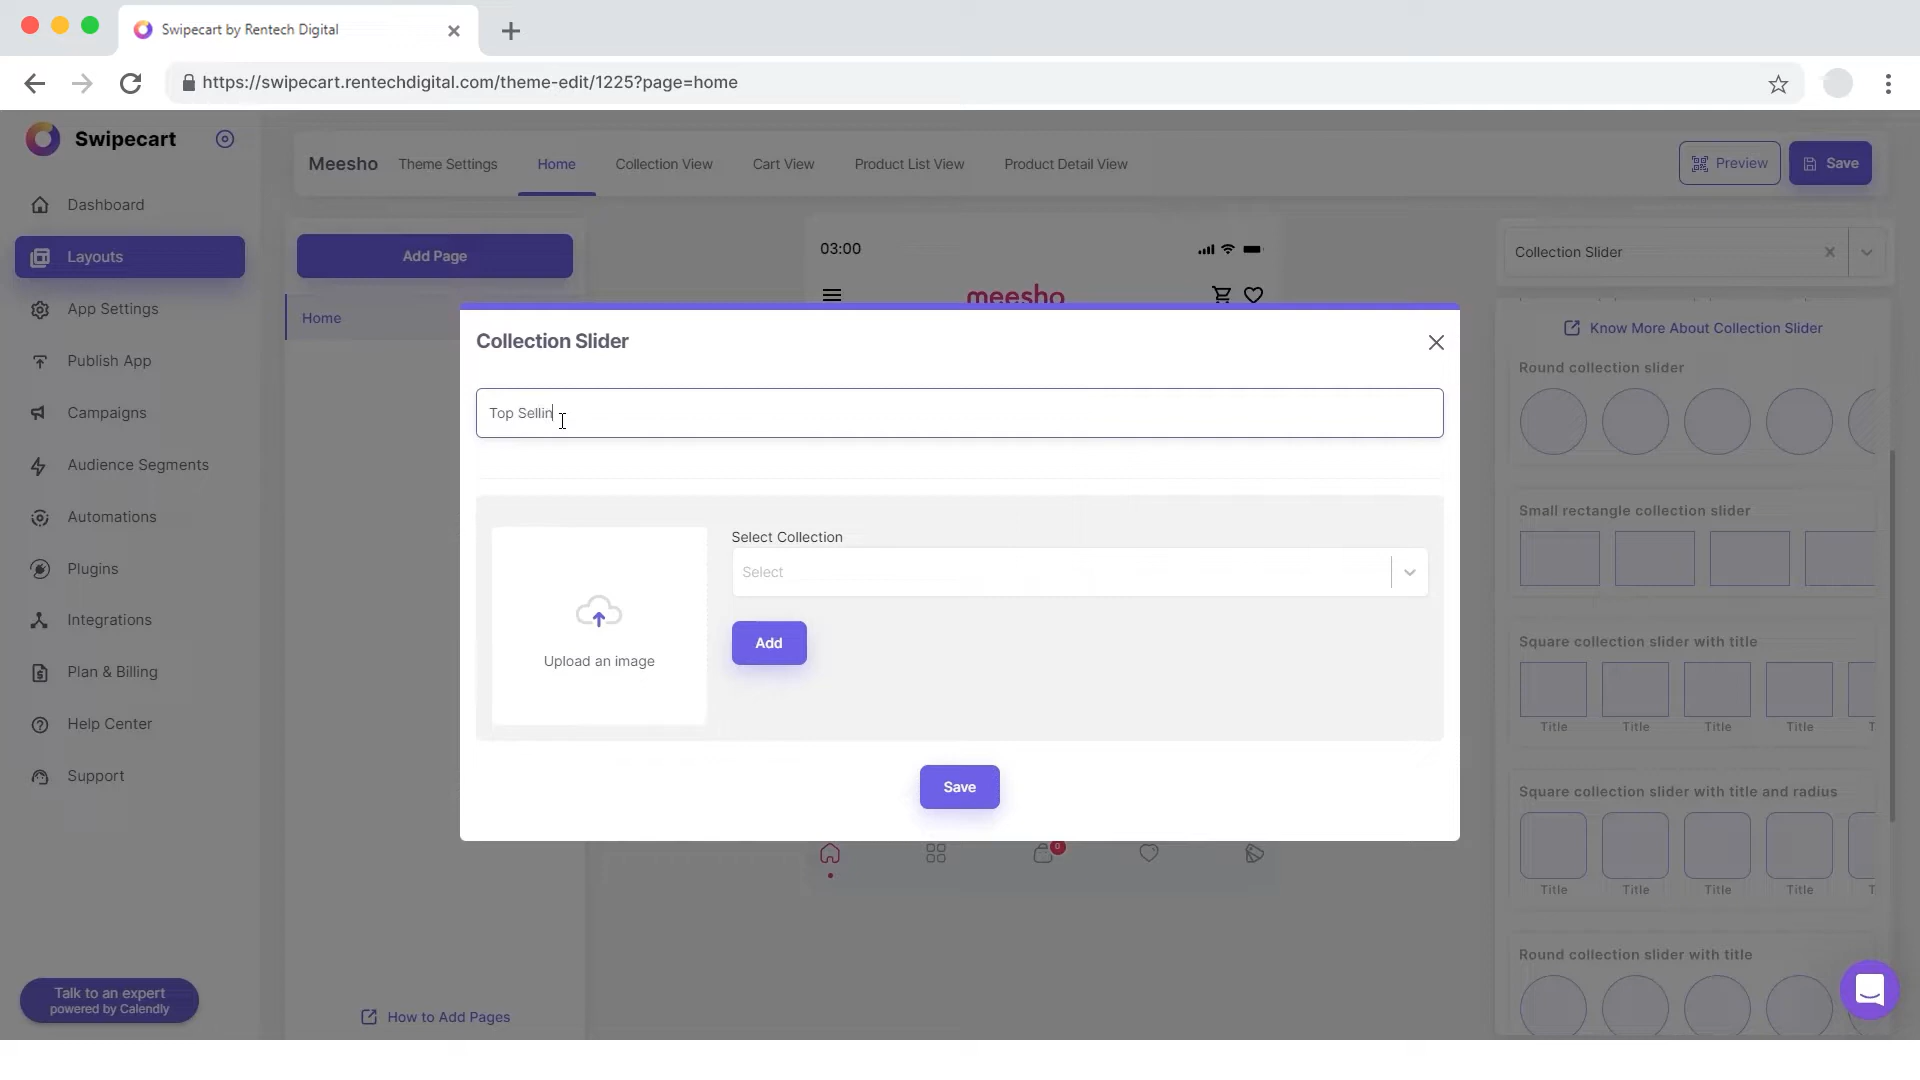 Swipecart by Rentech Digital
https://swipecart.rentechdigital.com/theme-edit/1225?page=home
Swipecart
Dashboard
Layouts
App Settings
Publish App
Campaigns
Audience Segments
Automations
Plugins
Integrations
Plan & Billing
Help Center
Support
Talk to an expert
powered by Calendly
Meesho
Theme Settings
Home
Collection View
Cart View
Product List View
Product Detail View
Preview
Save
Add Page
Home
How to Add Pages
03:00
meesho
Collection Slider
Top Sellin
Upload an image
Select Collection
Select
Add
Save
0
Collection Slider
Know More About Collection Slider
Round collection slider
Small rectangle collection slider
Square collection slider with title
Title Title Title Title T
Square collection slider with title and radius
Title Title Title Title T
Round collection slider with title